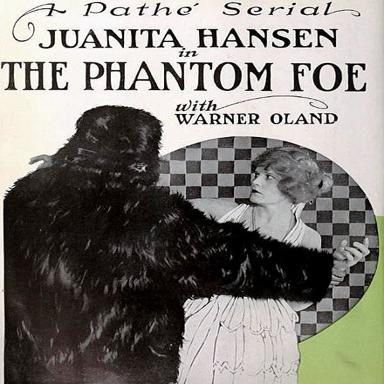 A Pathé Serial
JUANITA HANSEN
in
THE PHANTOM FOE
with
WARNER OLAND